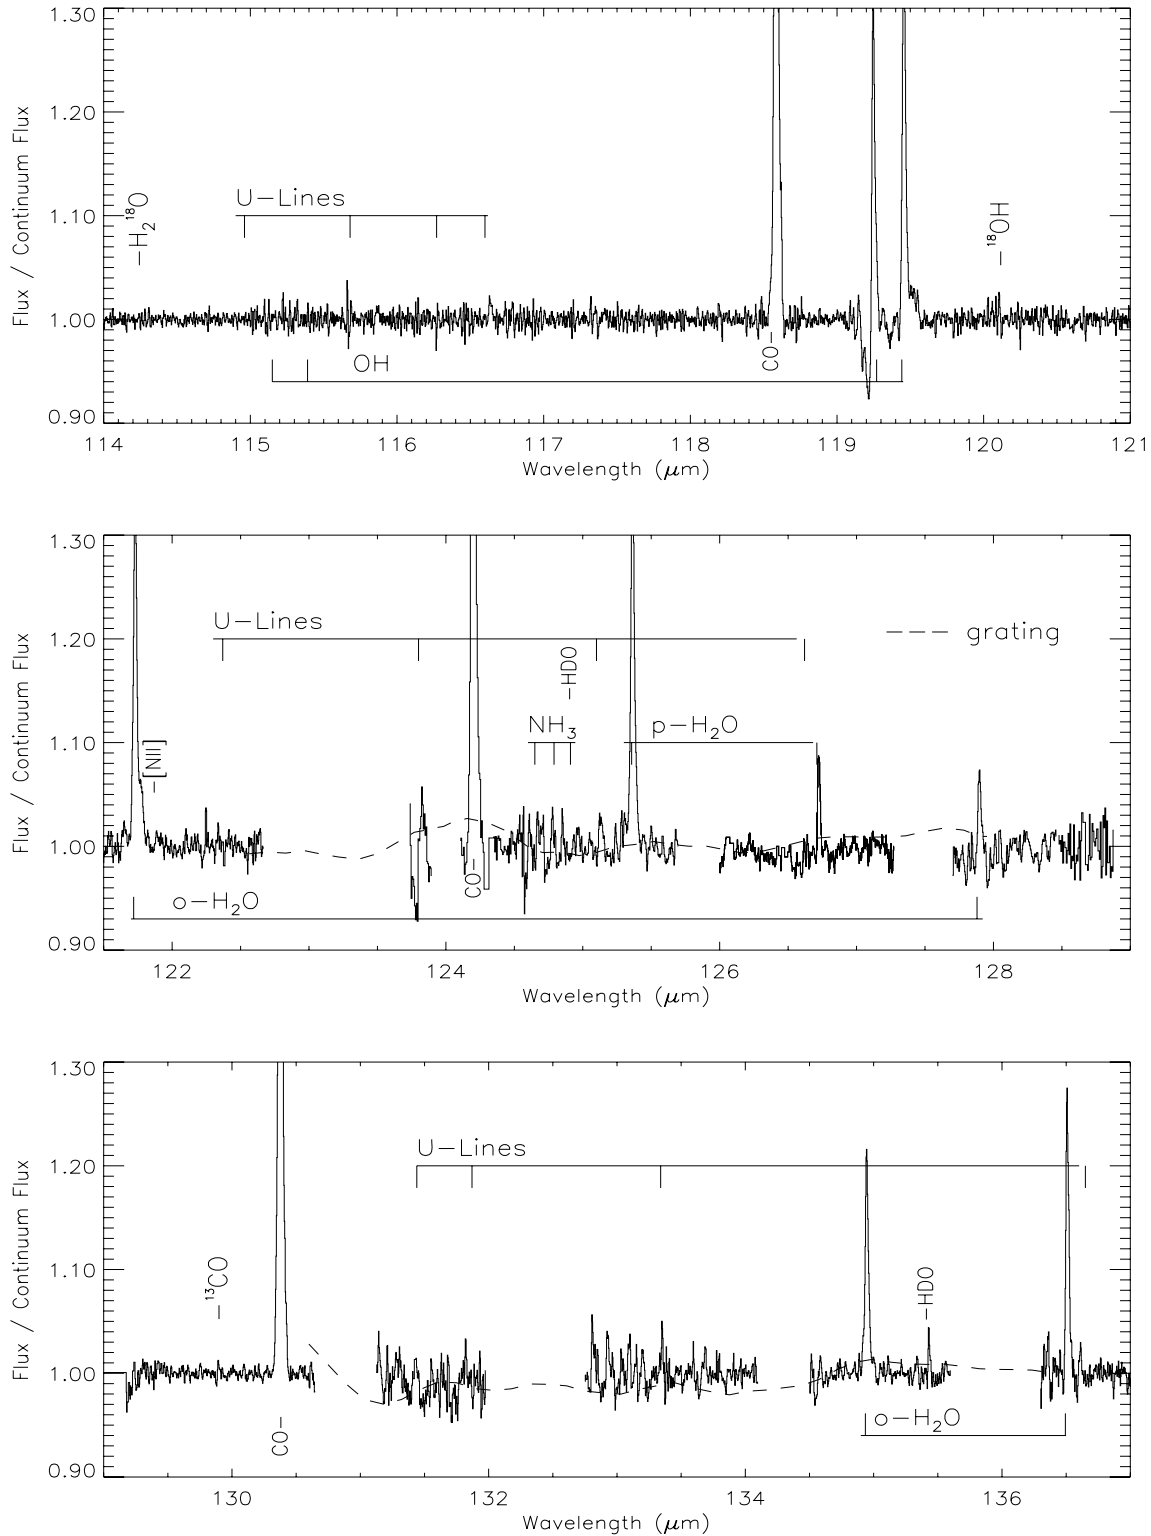 1.30
1.20
1.10
1.00
0.90
Flux / Continuum Flux
–H₂¹⁸O
U–Lines
OH
CO–
–¹⁸OH
114 115 116 117 118 119 120 121
Wavelength (μm)
1.30
1.20
1.10
1.00
0.90
Flux / Continuum Flux
U–Lines
grating
–HDO
NH₃
p–H₂O
–[NII]
CO–
o–H₂O
122 124 126 128
Wavelength (μm)
1.30
1.20
1.10
1.00
0.90
Flux / Continuum Flux
U–Lines
–¹³CO
–HDO
CO–
o–H₂O
130 132 134 136
Wavelength (μm)